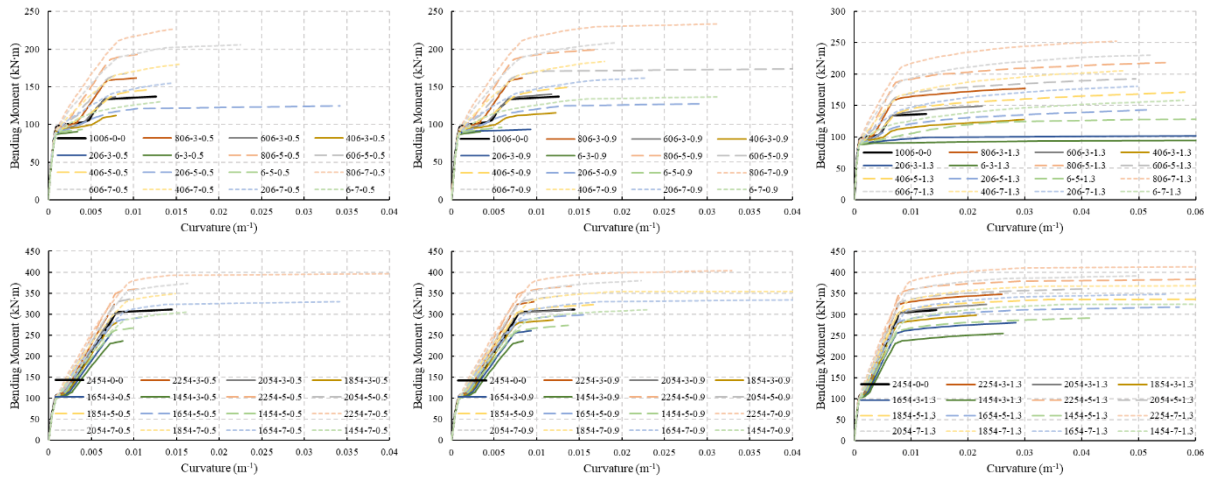 Bending Moment (kN·m)
250
200
150
100
50
0
1006-0-0 806-3-0.5 606-3-0.5 406-3-0.5
206-3-0.5 6-3-0.5 806-5-0.5 606-5-0.5
406-5-0.5 206-5-0.5 6-5-0.5 806-7-0.5
606-7-0.5 406-7-0.5 206-7-0.5 6-7-0.5
0 0.005 0.01 0.015 0.02 0.025 0.03 0.035 0.04
Curvature (m⁻¹)
Bending Moment (kN·m)
250
200
150
100
50
0
1006-0-0 806-3-0.9 606-3-0.9 406-3-0.9
206-3-0.9 6-3-0.9 806-5-0.9 606-5-0.9
406-5-0.9 206-5-0.9 6-5-0.9 806-7-0.9
606-7-0.9 406-7-0.9 206-7-0.9 6-7-0.9
0 0.005 0.01 0.015 0.02 0.025 0.03 0.035 0.04
Curvature (m⁻¹)
Bending Moment (kN·m)
300
250
200
150
100
50
0
1006-0-0 806-3-1.3 606-3-1.3 406-3-1.3
206-3-1.3 6-3-1.3 806-5-1.3 606-5-1.3
406-5-1.3 206-5-1.3 6-5-1.3 806-7-1.3
606-7-1.3 406-7-1.3 206-7-1.3 6-7-1.3
0 0.01 0.02 0.03 0.04 0.05 0.06
Curvature (m⁻¹)
Bending Moment (kN·m)
450
400
350
300
250
200
150
100
50
0
2454-0-0 2254-3-0.5 2054-3-0.5 1854-3-0.5
1654-3-0.5 1454-3-0.5 2254-5-0.5 2054-5-0.5
1854-5-0.5 1654-5-0.5 1454-5-0.5 2254-7-0.5
2054-7-0.5 1854-7-0.5 1654-7-0.5 1454-7-0.5
0 0.005 0.01 0.015 0.02 0.025 0.03 0.035 0.04
Curvature (m⁻¹)
Bending Moment (kN·m)
450
400
350
300
250
200
150
100
50
0
2454-0-0 2254-3-0.9 2054-3-0.9 1854-3-0.9
1654-3-0.9 1454-3-0.9 2254-5-0.9 2054-5-0.9
1854-5-0.9 1654-5-0.9 1454-5-0.9 2254-7-0.9
2054-7-0.9 1854-7-0.9 1654-7-0.9 1454-7-0.9
0 0.005 0.01 0.015 0.02 0.025 0.03 0.035 0.04
Curvature (m⁻¹)
Bending Moment (kN·m)
450
400
350
300
250
200
150
100
50
0
2454-0-0 2254-3-1.3 2054-3-1.3 1854-3-1.3
1654-3-1.3 1454-3-1.3 2254-5-1.3 2054-5-1.3
1854-5-1.3 1654-5-1.3 1454-5-1.3 2254-7-1.3
2054-7-1.3 1854-7-1.3 1654-7-1.3 1454-7-1.3
0 0.01 0.02 0.03 0.04 0.05 0.06
Curvature (m⁻¹)